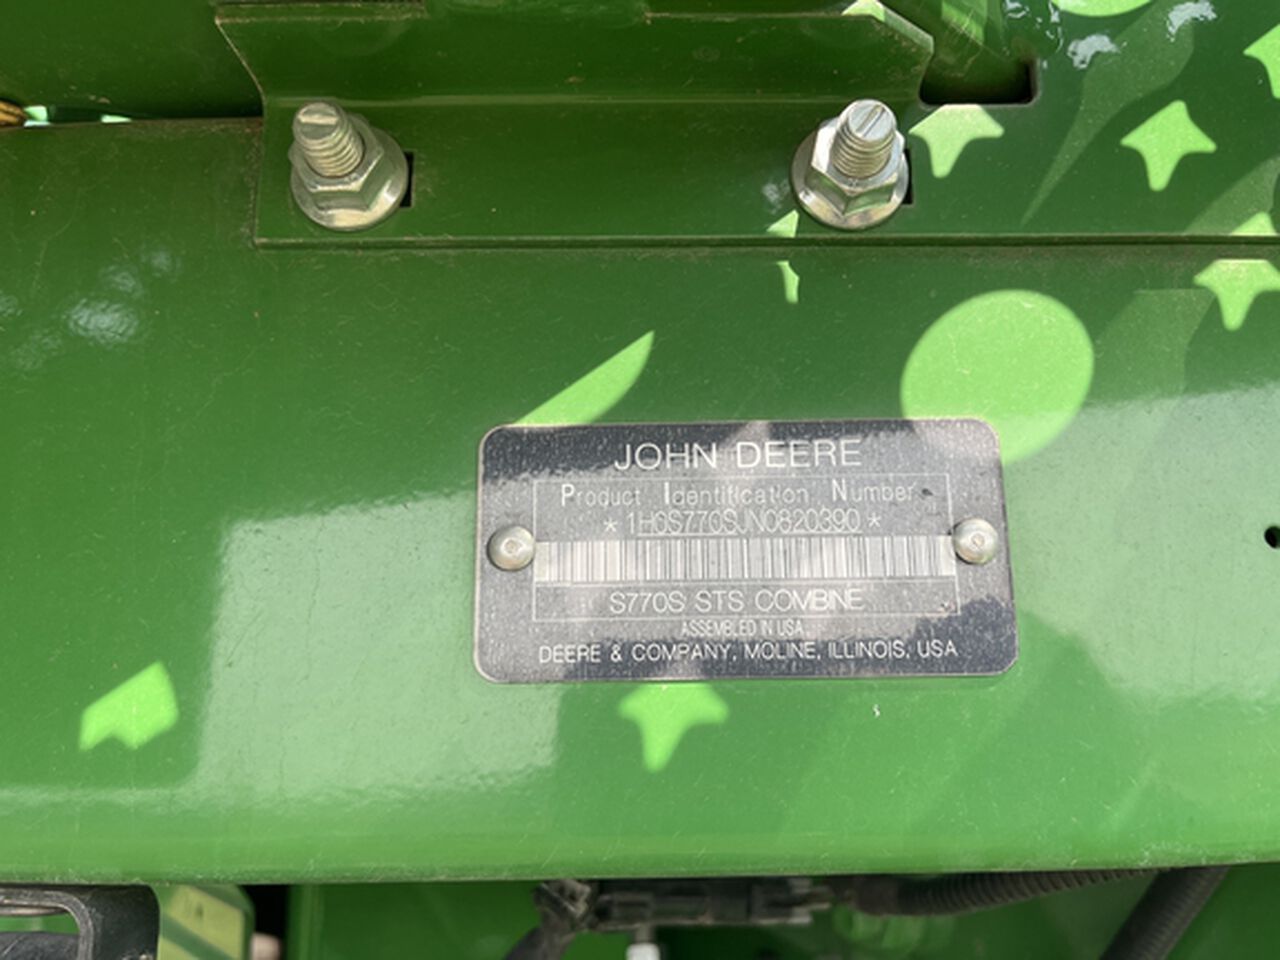 JOHN DEERE
Product Identification Number
*1H0S770SJN0820390*
S770S STS COMBINE
ASSEMBLED IN USA
DEERE & COMPANY, MOLINE, ILLINOIS, USA